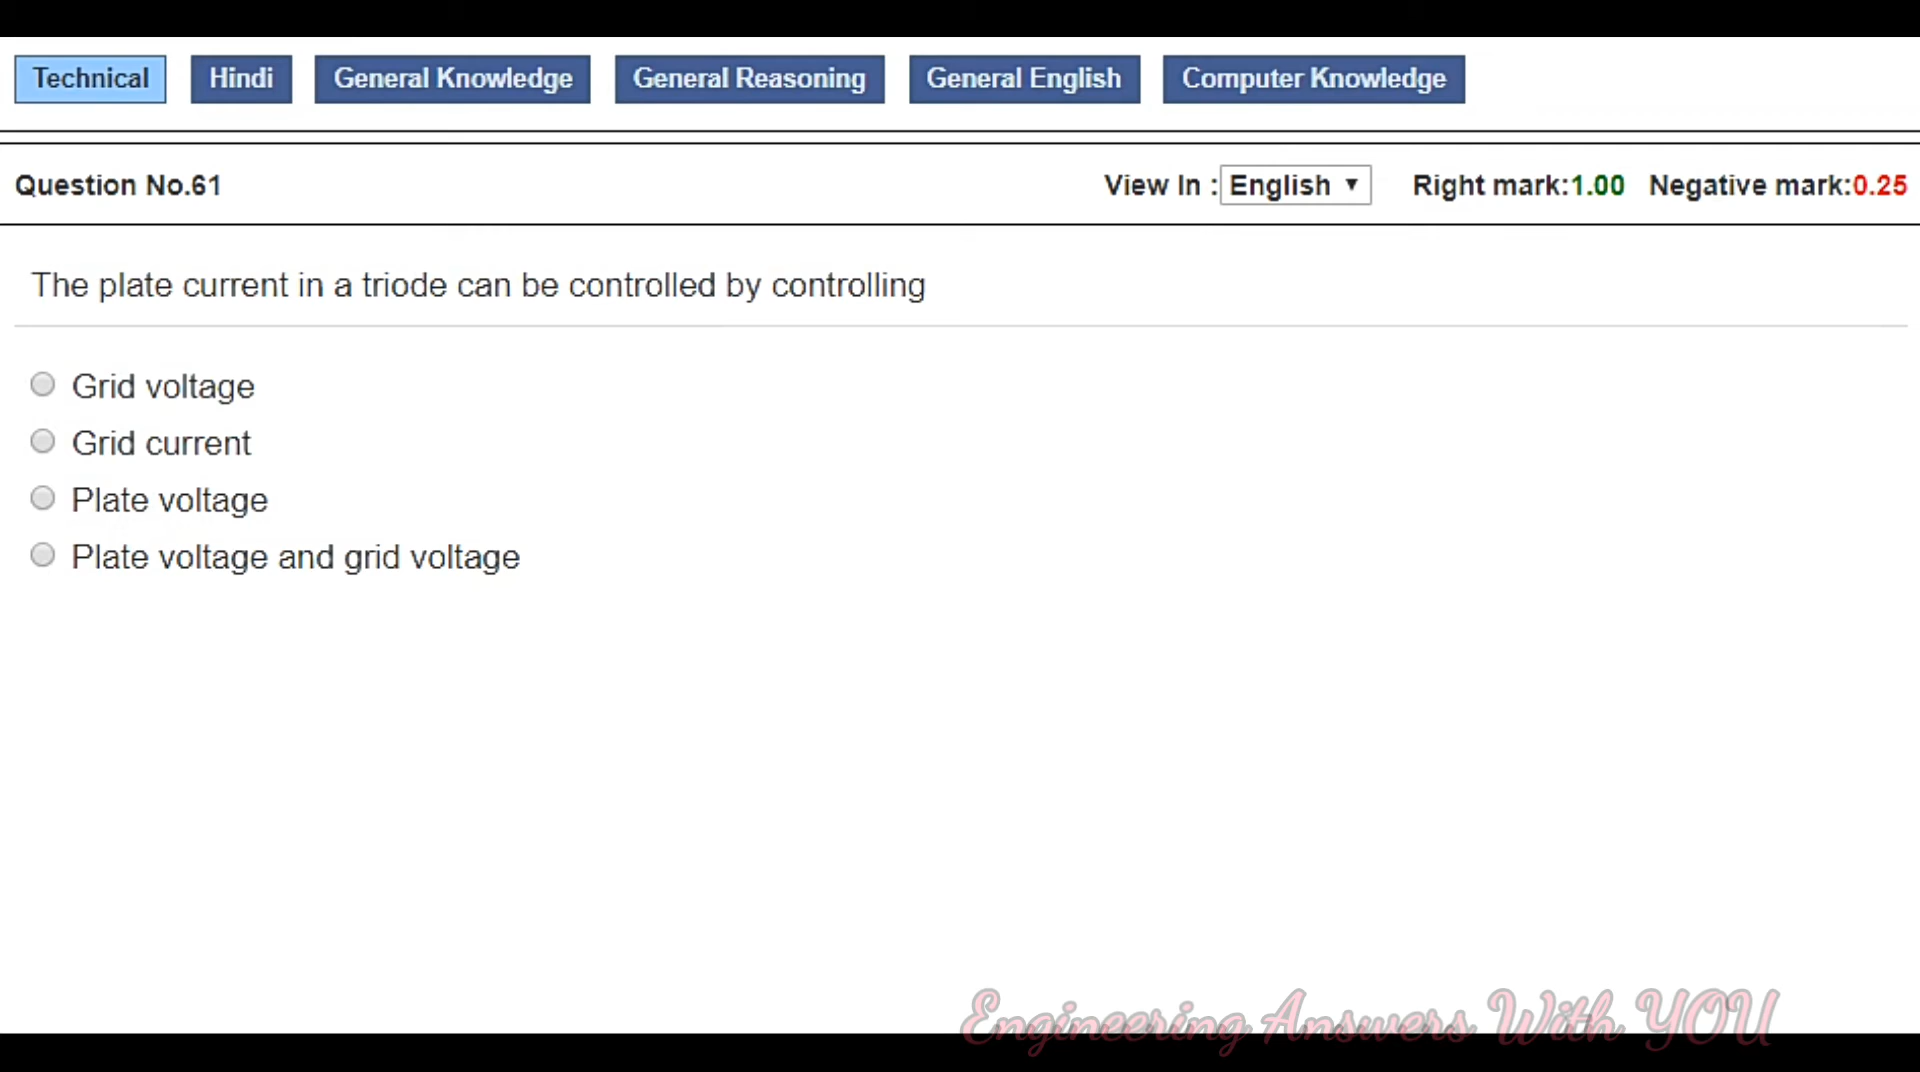 Technical Hindi General Knowledge General Reasoning General English Computer Knowledge
Question No.61 View In : English ▼ Right mark:1.00 Negative mark:0.25
The plate current in a triode can be controlled by controlling
Grid voltage
Grid current
Plate voltage
Plate voltage and grid voltage
Engineering Answers With YOU